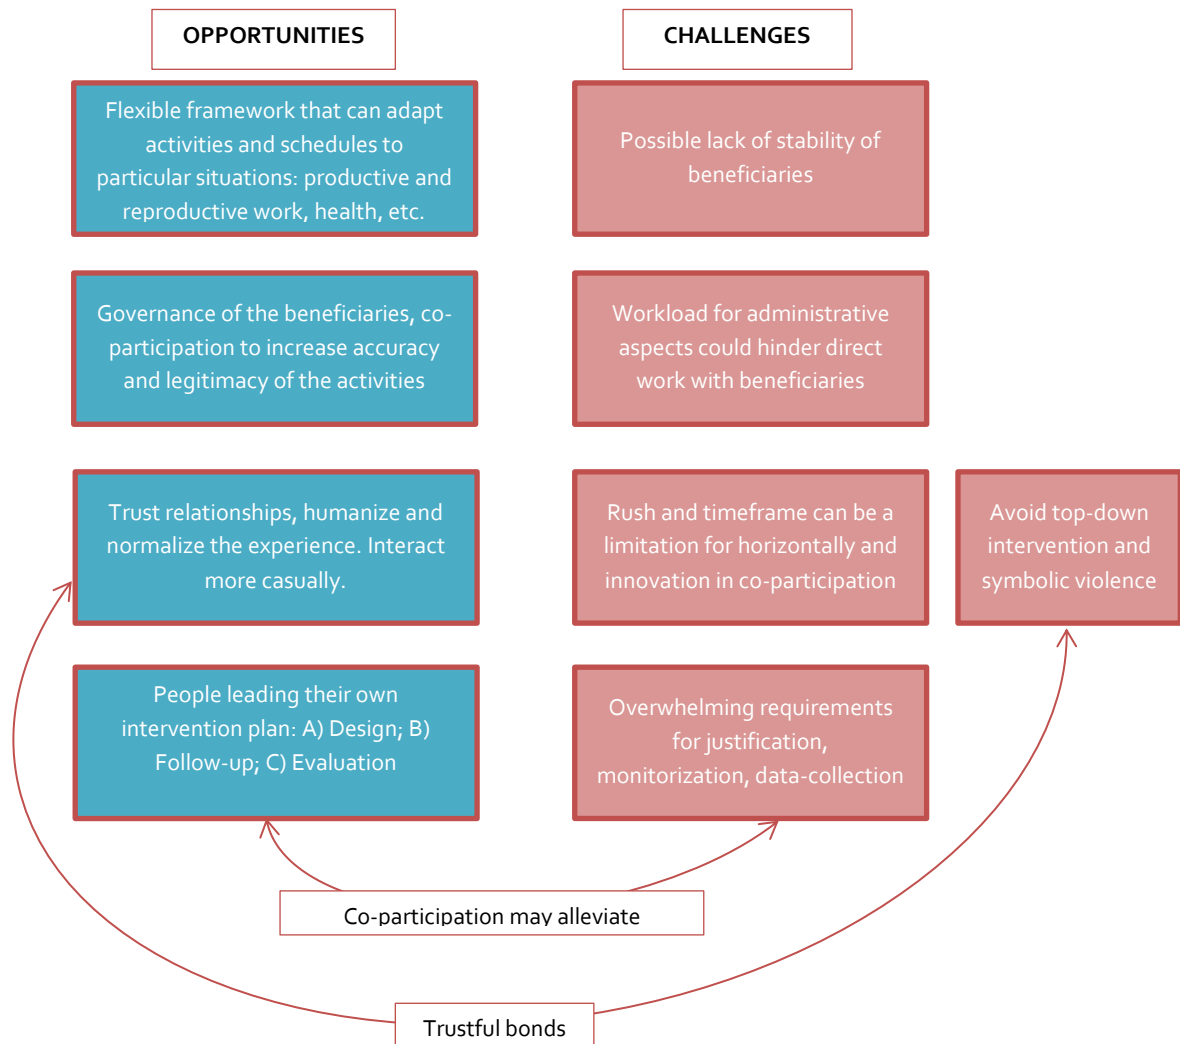 OPPORTUNITIES
CHALLENGES
Flexible framework that can adapt
activities and schedules to
particular situations: productive and
reproductive work, health, etc.
Possible lack of stability of
beneficiaries
Governance of the beneficiaries, co-
participation to increase accuracy
and legitimacy of the activities
Workload for administrative
aspects could hinder direct
work with beneficiaries
Trust relationships, humanize and
normalize the experience. Interact
more casually.
Rush and timeframe can be a
limitation for horizontally and
innovation in co-participation
Avoid top-down
intervention and
symbolic violence
People leading their own
intervention plan: A) Design; B)
Follow-up; C) Evaluation
Overwhelming requirements
for justification,
monitorization, data-collection
Co-participation may alleviate
Trustful bonds